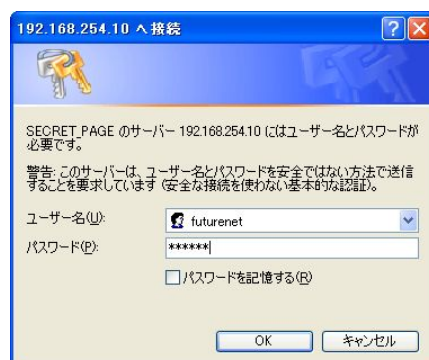 192.168.254.10 へ接続
SECRET_PAGE のサーバー 192.168.254.10 にはユーザー名とパスワードが
必要です。
警告: このサーバーは、ユーザー名とパスワードを安全ではない方法で送信
することを要求しています (安全な接続を使わない基本的な認証)。
ユーザー名(U):
futurenet
パスワード(P):
******
パスワードを記憶する(R)
OK
キャンセル